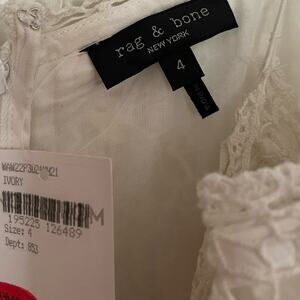 rag & bone
NEW YORK
4
IVORY
195225 126489
Size: 4
Dept: 853